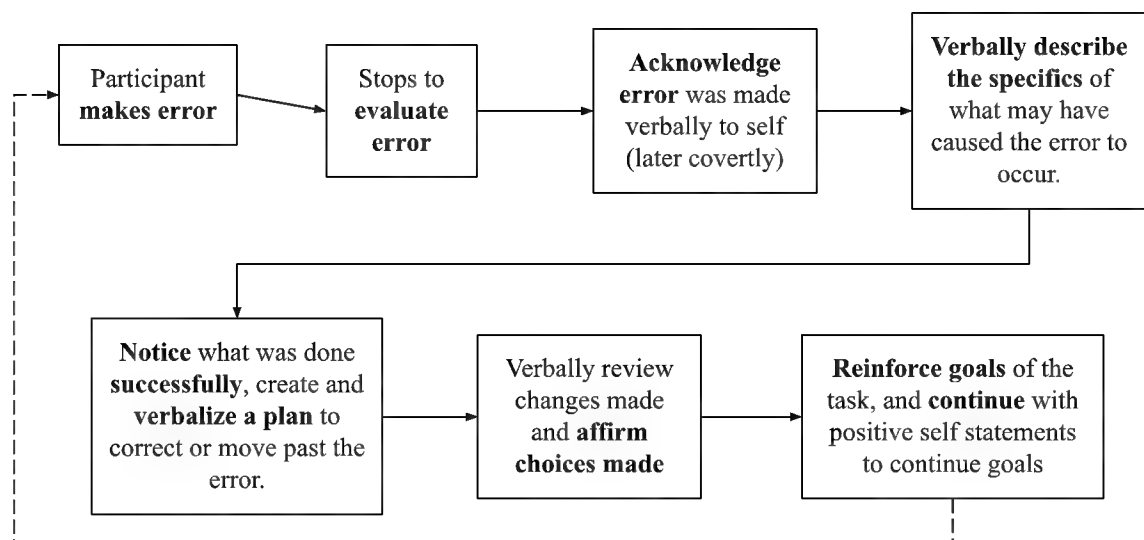 Participant
makes error
Stops to
evaluate
error
Acknowledge
error was made
verbally to self
(later covertly)
Verbally describe
the specifics of
what may have
caused the error to
occur.
Notice what was done
successfully, create and
verbalize a plan to
correct or move past the
error.
Verbally review
changes made
and affirm
choices made
Reinforce goals of the
task, and continue with
positive self statements
to continue goals